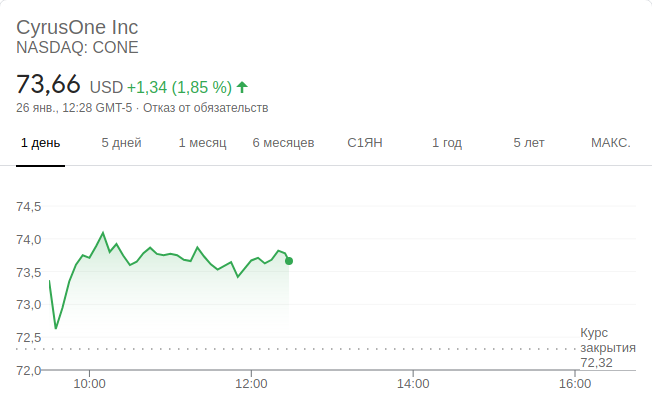 CyrusOne Inc
NASDAQ: CONE
73,66 USD +1,34 (1,85 %)
26 янв., 12:28 GMT-5 · Отказ от обязательств
1 день 5 дней 1 месяц 6 месяцев С1ЯН 1 год 5 лет МАКС.
74,5
74,0
73,5
73,0
72,5
72,0
Курс
закрытия
72,32
10:00 12:00 14:00 16:00